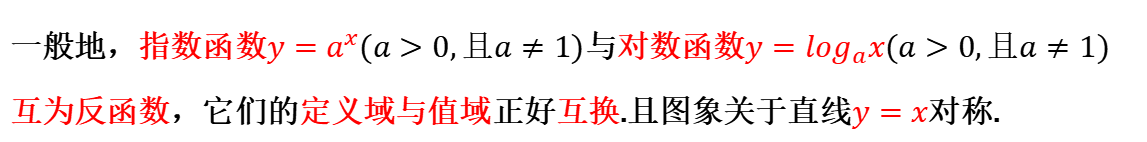 一般地，指数函数y = aˣ(a > 0, 且a ≠ 1)与对数函数y = logₐx(a > 0, 且a ≠ 1)
互为反函数，它们的定义域与值域正好互换.且图象关于直线y = x对称.